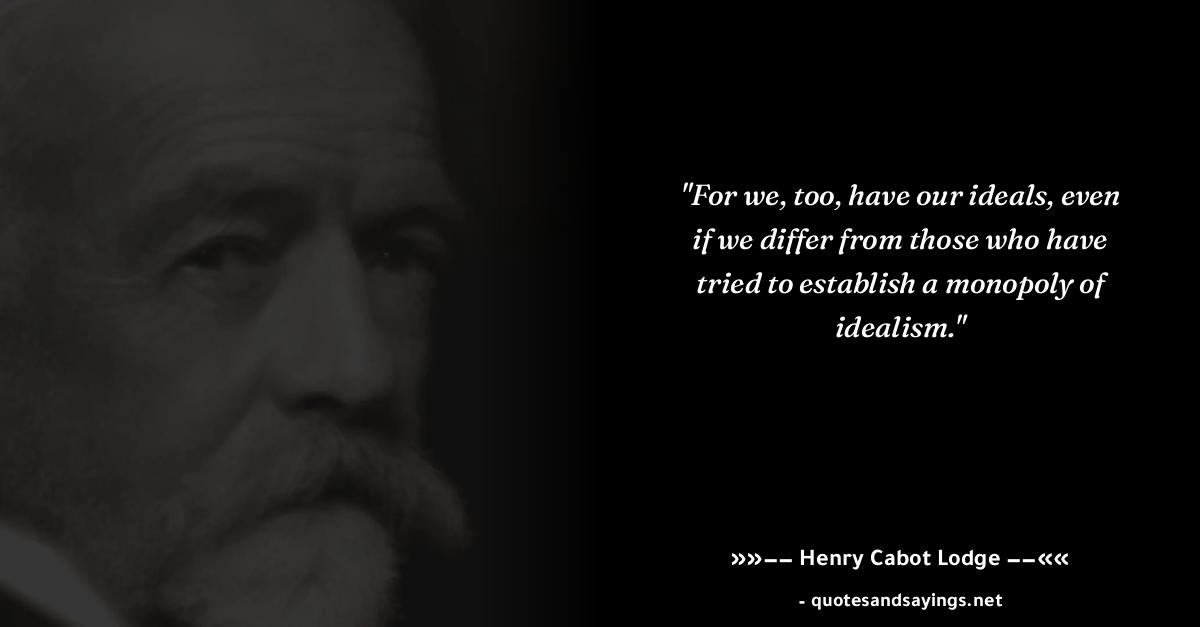 "For we, too, have our ideals, even
if we differ from those who have
tried to establish a monopoly of
idealism."
»»−− Henry Cabot Lodge −−««
- quotesandsayings.net